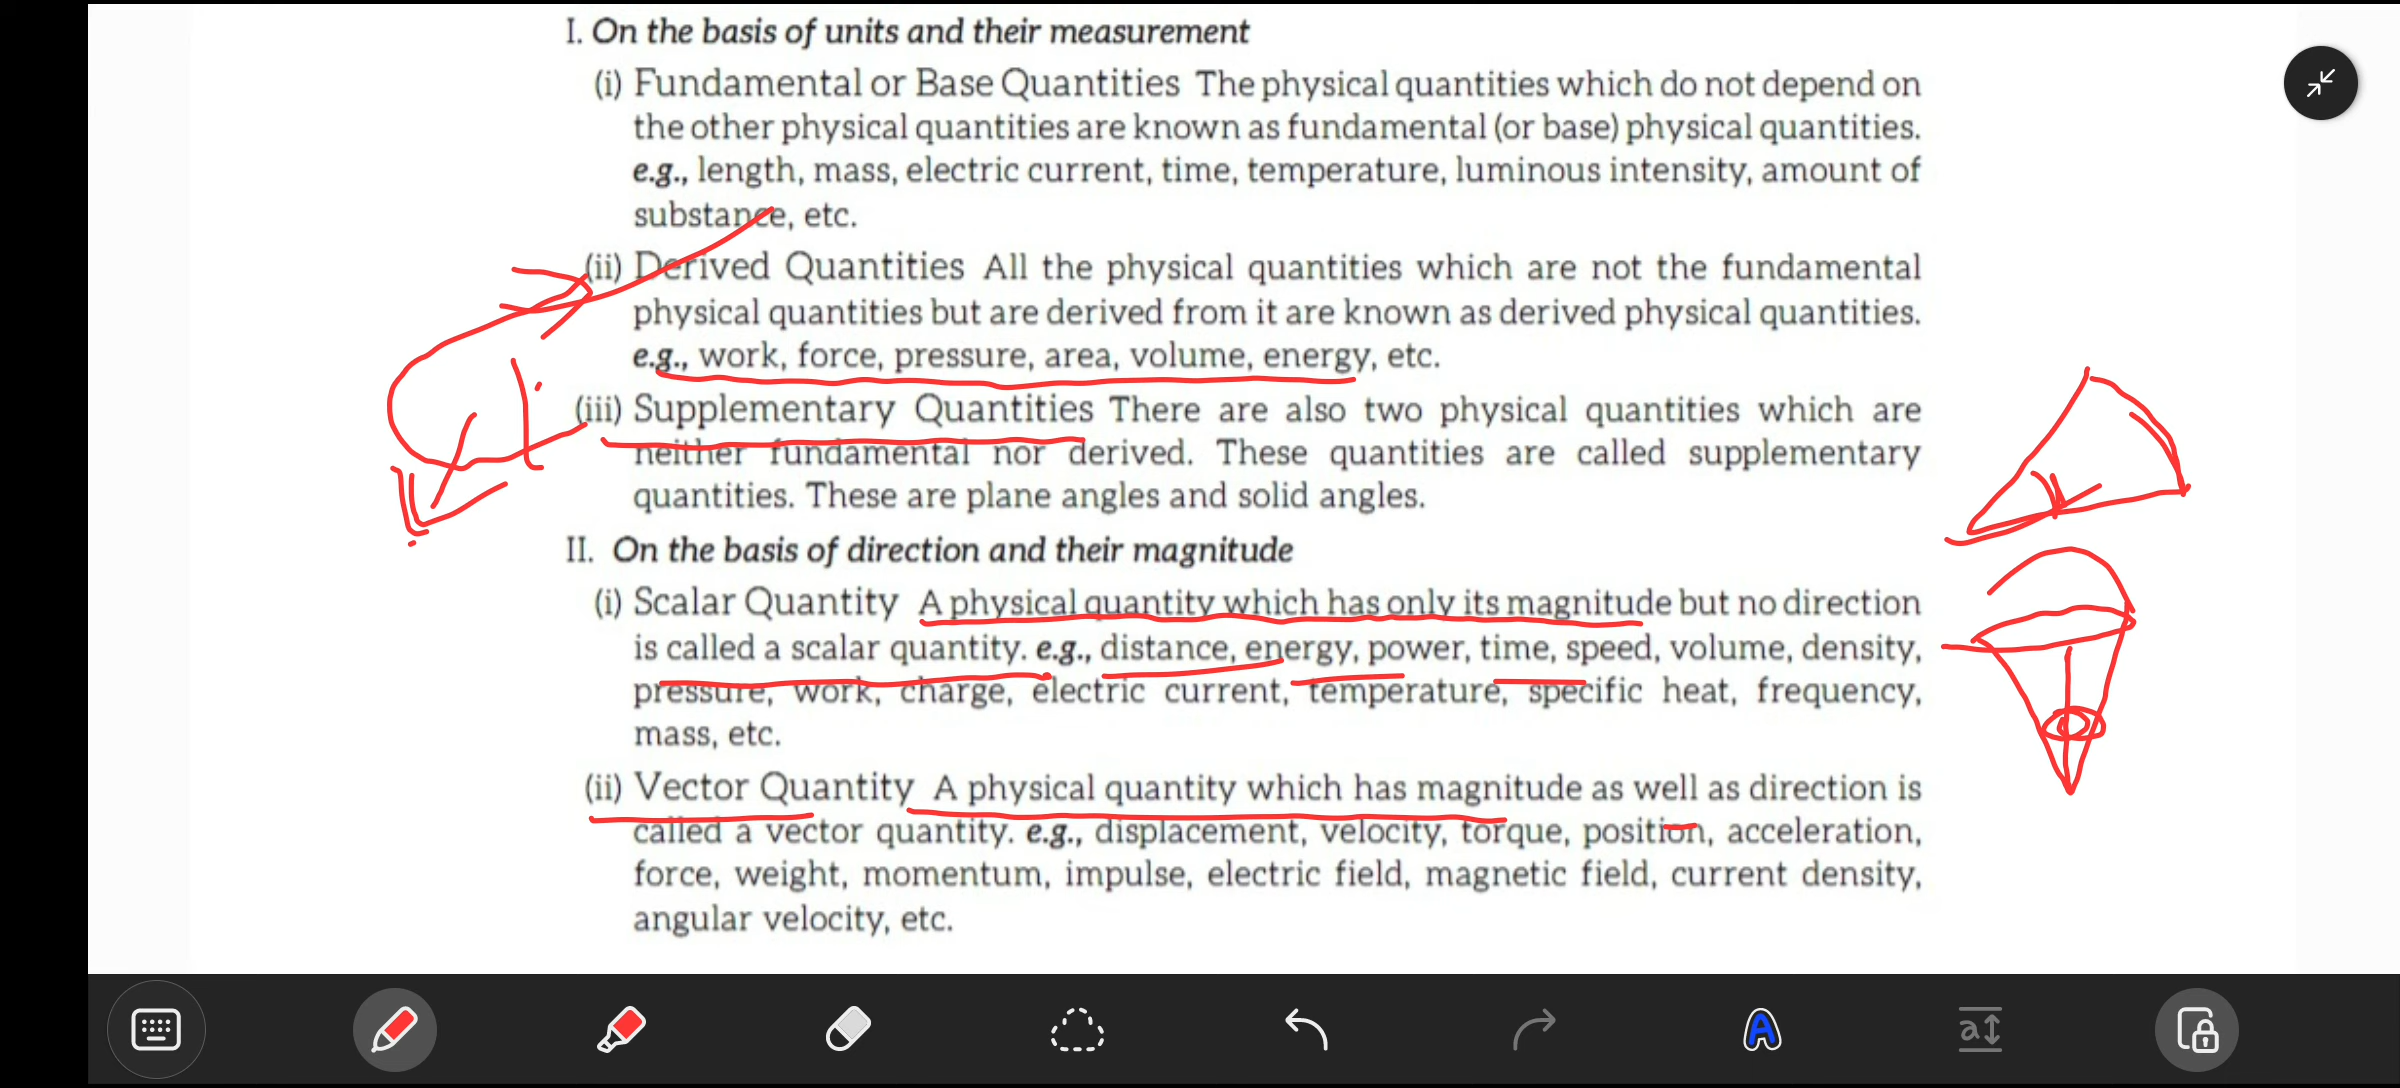 I. On the basis of units and their measurement
(i) Fundamental or Base Quantities The physical quantities which do not depend on
the other physical quantities are known as fundamental (or base) physical quantities.
e.g., length, mass, electric current, time, temperature, luminous intensity, amount of
substance, etc.
(ii) Derived Quantities All the physical quantities which are not the fundamental
physical quantities but are derived from it are known as derived physical quantities.
e.g., work, force, pressure, area, volume, energy, etc.
(iii) Supplementary Quantities There are also two physical quantities which are
neither fundamental nor derived. These quantities are called supplementary
quantities. These are plane angles and solid angles.
II. On the basis of direction and their magnitude
(i) Scalar Quantity A physical quantity which has only its magnitude but no direction
is called a scalar quantity. e.g., distance, energy, power, time, speed, volume, density,
pressure, work, charge, electric current, temperature, specific heat, frequency,
mass, etc.
(ii) Vector Quantity A physical quantity which has magnitude as well as direction is
called a vector quantity. e.g., displacement, velocity, torque, position, acceleration,
force, weight, momentum, impulse, electric field, magnetic field, current density,
angular velocity, etc.
A a